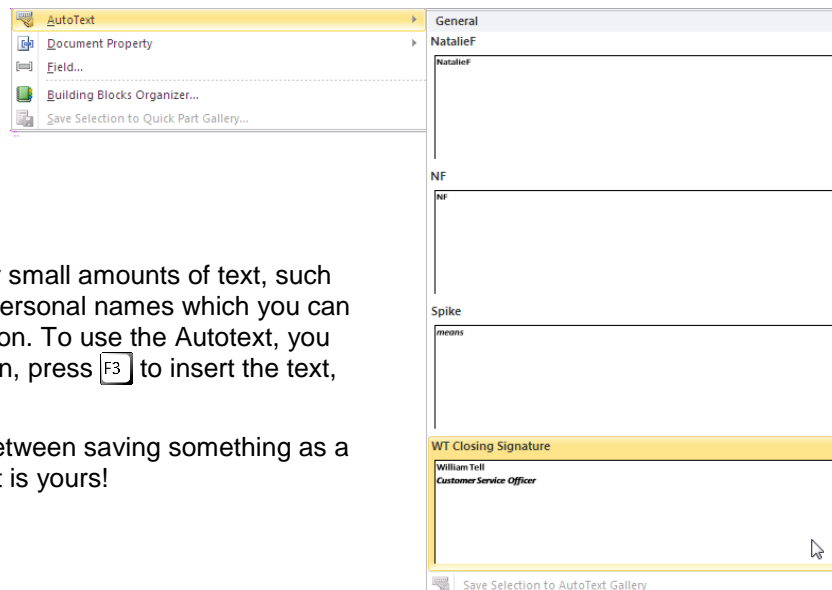 AutoText
Document Property
Field...
Building Blocks Organizer...
Save Selection to Quick Part Gallery...
General
NatalieF
NatalieF
NF
NF
Spike
means
WT Closing Signature
William Tell
Customer Service Officer
Save Selection to AutoText Gallery
small amounts of text, such
ersonal names which you can
on. To use the Autotext, you
n, press F3 to insert the text,
etween saving something as a
t is yours!